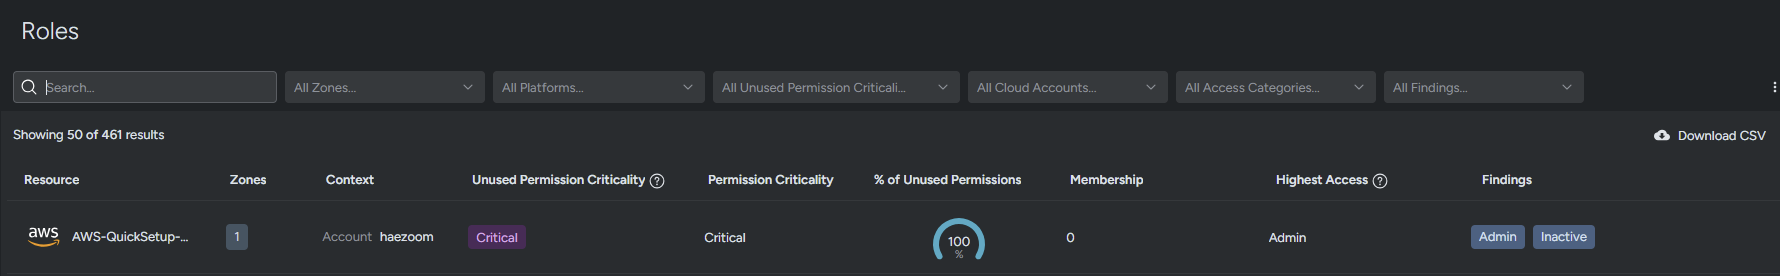 Roles
Search...
All Zones...
All Platforms...
All Unused Permission Criticali...
All Cloud Accounts...
All Access Categories...
All Findings...
Showing 50 of 461 results
Download CSV
Resource Zones Context Unused Permission Criticality ? Permission Criticality % of Unused Permissions Membership Highest Access ? Findings
aws AWS-QuickSetup-... 1 Account haezoom Critical Critical 100 % 0 Admin Admin Inactive